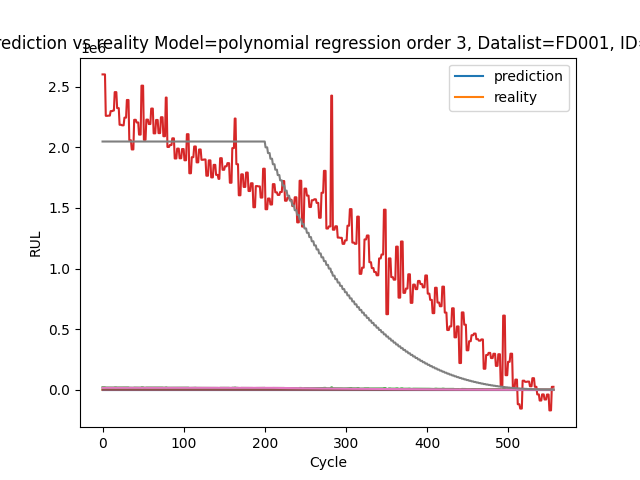 rediction vs reality Model=polynomial regression order 3, Datalist=FD001, ID=
1e6
prediction
reality
2.5
2.0
1.5
1.0
0.5
0.0
RUL
0 100 200 300 400 500
Cycle